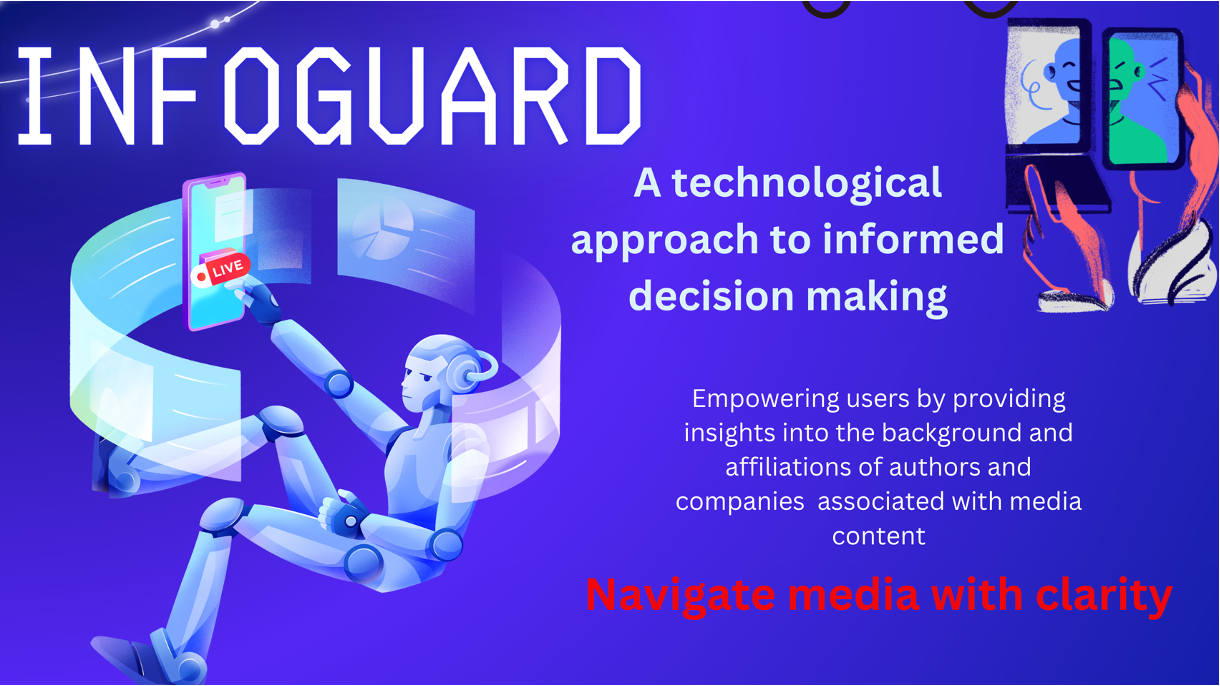 INFOGUARD
A technological
approach to informed
decision making
LIVE
Empowering users by providing
insights into the background and
affiliations of authors and
companies  associated with media
content
Navigate media with clarity